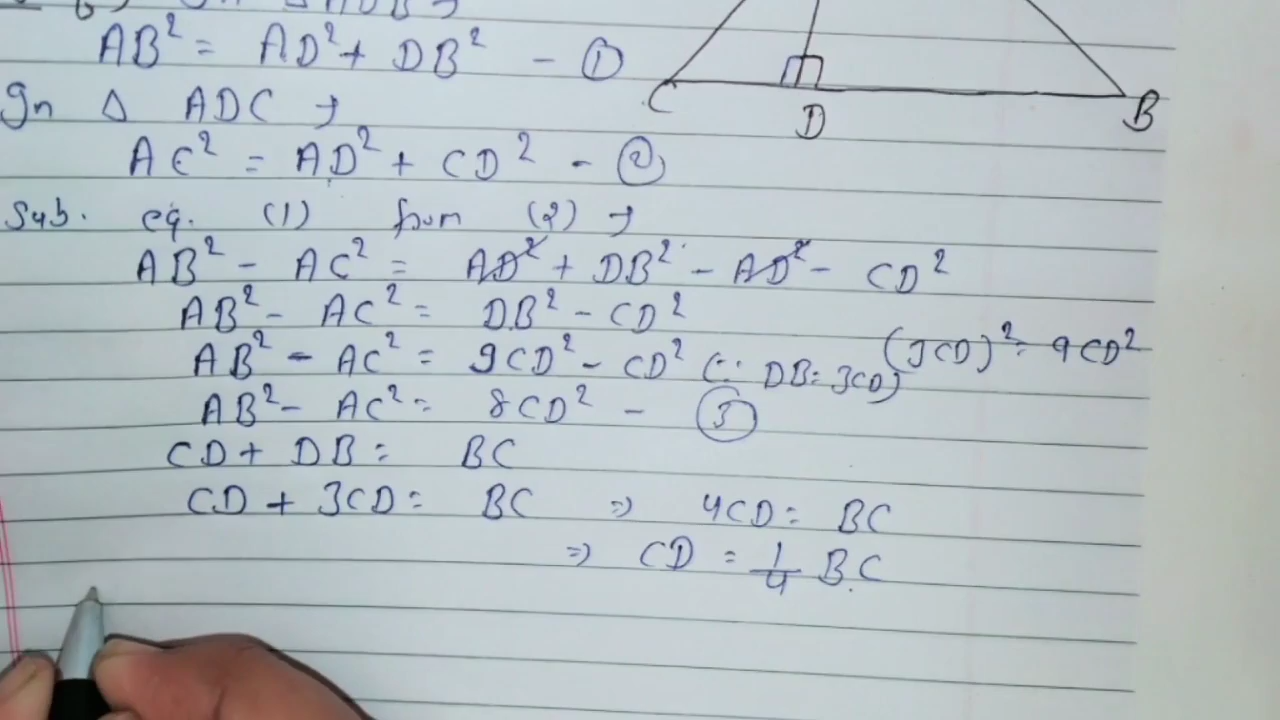 AB² = AD² + DB² - ①
In △ ADC,
AC² = AD² + CD² - ②
Sub. eq. (1) from (2),
AB² - AC² = AD² + DB² - AD² - CD²
AB² - AC² = DB² - CD²
AB² - AC² = 9CD² - CD² (∵ DB = 3CD) (3CD)² = 9CD²
AB² - AC² = 8CD² - ③
CD + DB = BC
CD + 3CD = BC ⇒ 4CD = BC
⇒ CD = 1/4 BC
C D B